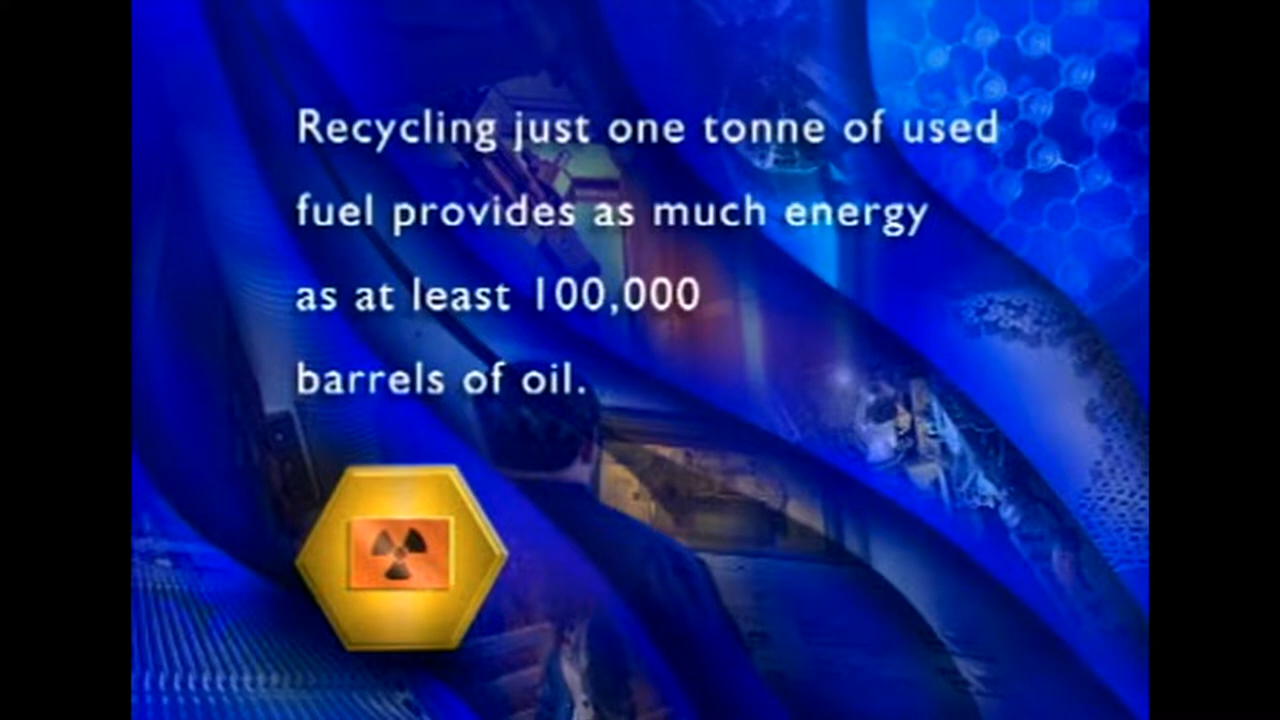 Recycling just one tonne of used
fuel provides as much energy
as at least 100,000
barrels of oil.